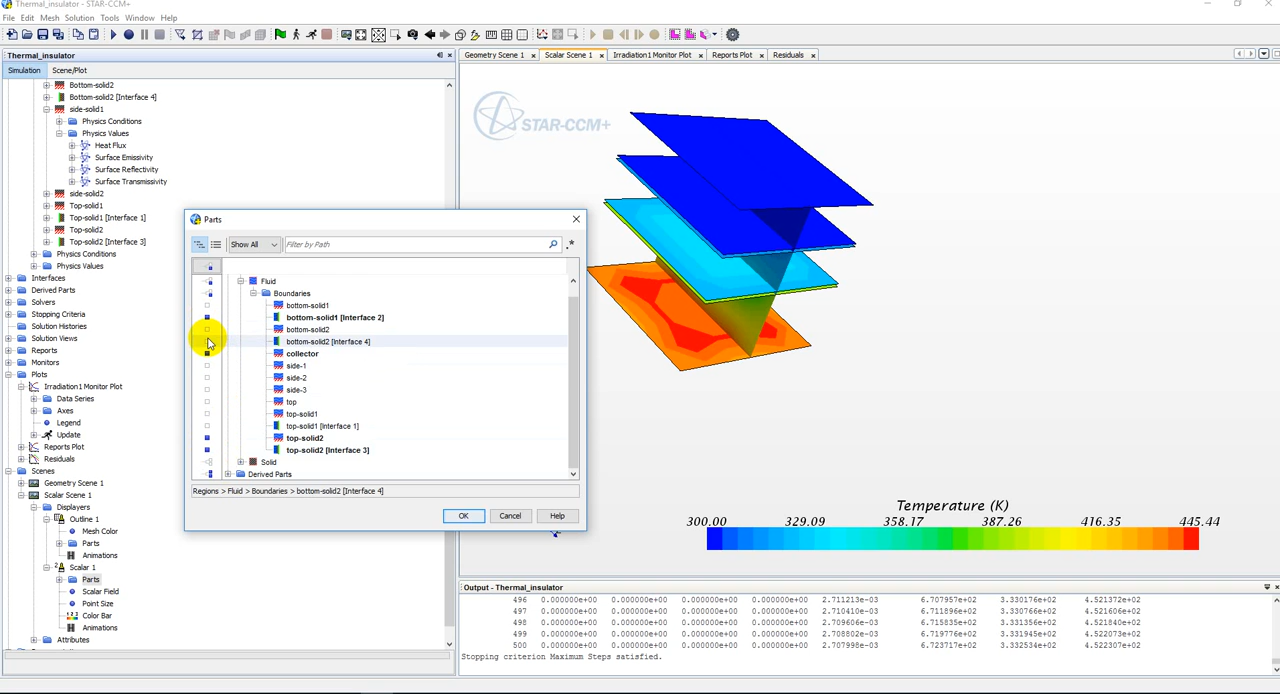 Thermal_insulator - STAR-CCM+
File Edit Mesh Solution Tools Window Help
Thermal_insulator
Simulation Scene/Plot
Bottom-solid2
Bottom-solid2 [Interface 4]
side-solid1
Physics Conditions
Physics Values
Heat Flux
Surface Emissivity
Surface Reflectivity
Surface Transmissivity
side-solid2
Top-solid1
Top-solid1 [Interface 1]
Top-solid2
Top-solid2 [Interface 3]
Physics Conditions
Physics Values
Interfaces
Derived Parts
Solvers
Stopping Criteria
Solution Histories
Solution Views
Reports
Monitors
Plots
Irradiation1 Monitor Plot
Data Series
Axes
Legend
Update
Reports Plot
Residuals
Scenes
Geometry Scene 1
Scalar Scene 1
Displayers
Outline 1
Mesh Color
Parts
Animations
Scalar 1
Parts
Scalar Field
Point Size
Color Bar
Animations
Attributes
Parts
Show All Filter by Path .*
Fluid
Boundaries
bottom-solid1
bottom-solid1 [Interface 2]
bottom-solid2
bottom-solid2 [Interface 4]
collector
side-1
side-2
side-3
top
top-solid1
top-solid1 [Interface 1]
top-solid2
top-solid2 [Interface 3]
Solid
Derived Parts
Regions > Fluid > Boundaries > bottom-solid2 [Interface 4]
OK Cancel Help
Geometry Scene 1 Scalar Scene 1 Irradiation1 Monitor Plot Reports Plot Residuals
STAR-CCM+
Temperature (K)
300.00 329.09 358.17 387.26 416.35 445.44
Output - Thermal_insulator
496 0.000000e+00 0.000000e+00 0.000000e+00 2.711213e-03 6.707957e+02 3.330176e+02 4.521372e+02
497 0.000000e+00 0.000000e+00 0.000000e+00 2.710410e-03 6.711896e+02 3.330766e+02 4.521606e+02
498 0.000000e+00 0.000000e+00 0.000000e+00 2.709606e-03 6.715835e+02 3.331356e+02 4.521840e+02
499 0.000000e+00 0.000000e+00 0.000000e+00 2.708802e-03 6.719776e+02 3.331945e+02 4.522073e+02
500 0.000000e+00 0.000000e+00 0.000000e+00 2.707998e-03 6.723717e+02 3.332534e+02 4.522307e+02
Stopping criterion Maximum Steps satisfied.